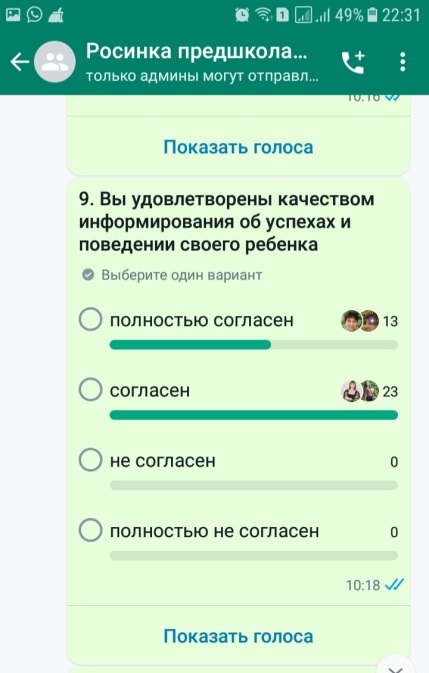 49% 22:31
Росинка предшкола...
только админы могут отправл...
10:16
Показать голоса
9. Вы удовлетворены качеством
информирования об успехах и
поведении своего ребенка
Выберите один вариант
полностью согласен 13
согласен 23
не согласен 0
полностью не согласен 0
10:18
Показать голоса